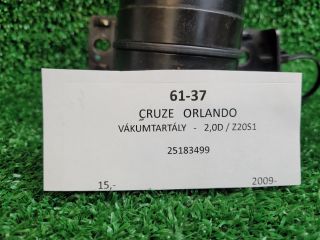 61-37
CRUZE ORLANDO
VÁKUMTARTÁLY - 2,0D / Z20S1
25183499
15,- 2009-